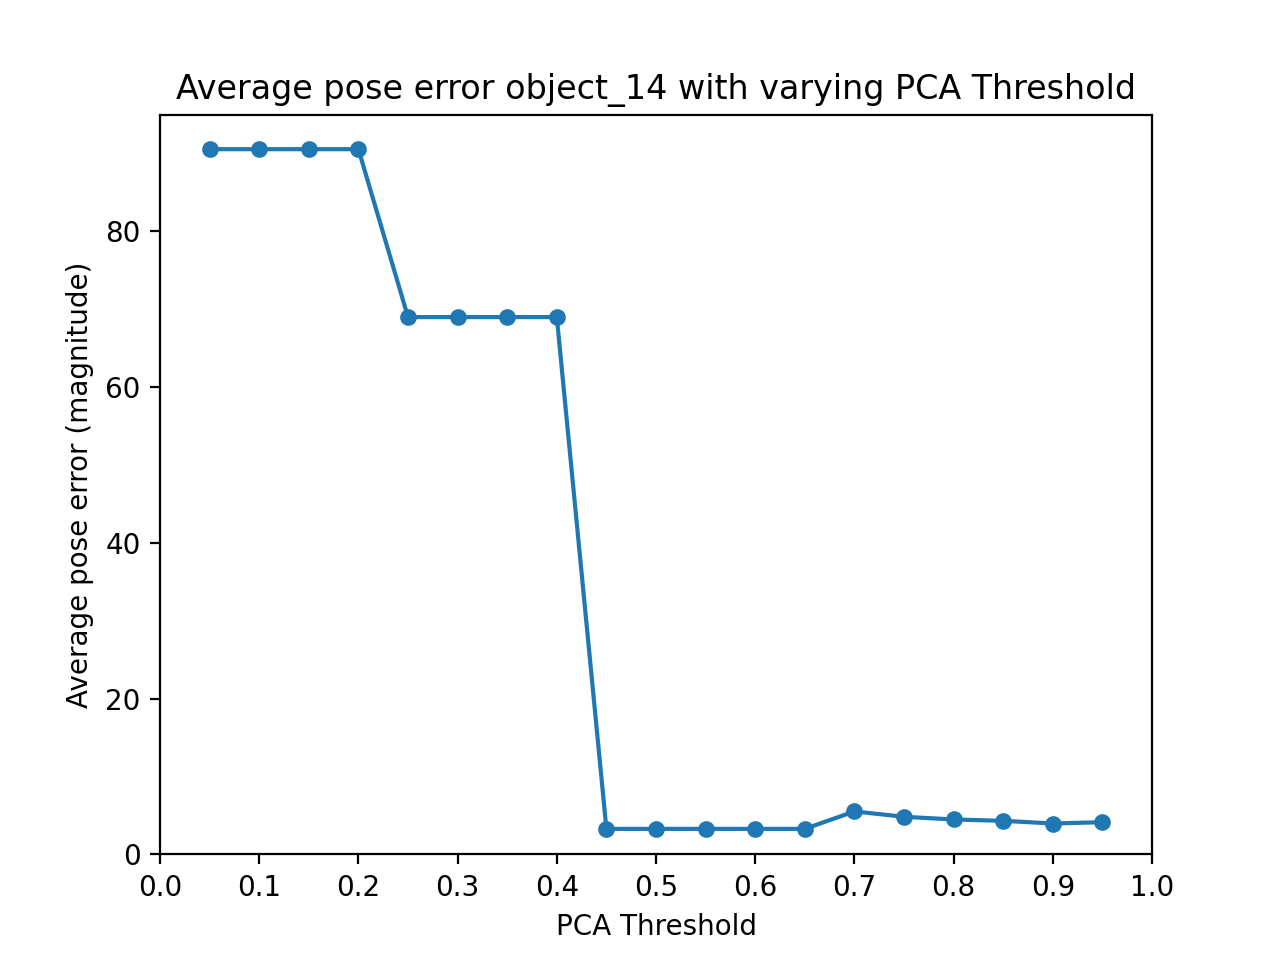 Average pose error object_14 with varying PCA Threshold
Average pose error (magnitude)
80
60
40
20
0
0.0 0.1 0.2 0.3 0.4 0.5 0.6 0.7 0.8 0.9 1.0
PCA Threshold